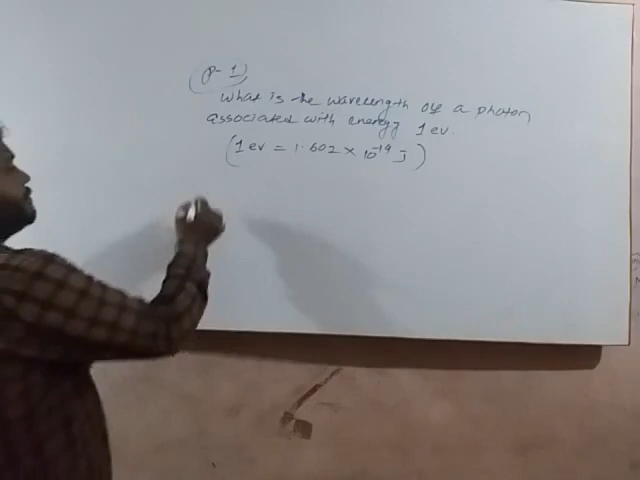 (P-1)
What is the wavelength of a photon
associated with energy 1 ev.
(1 ev = 1.602 × 10⁻¹⁹ J)